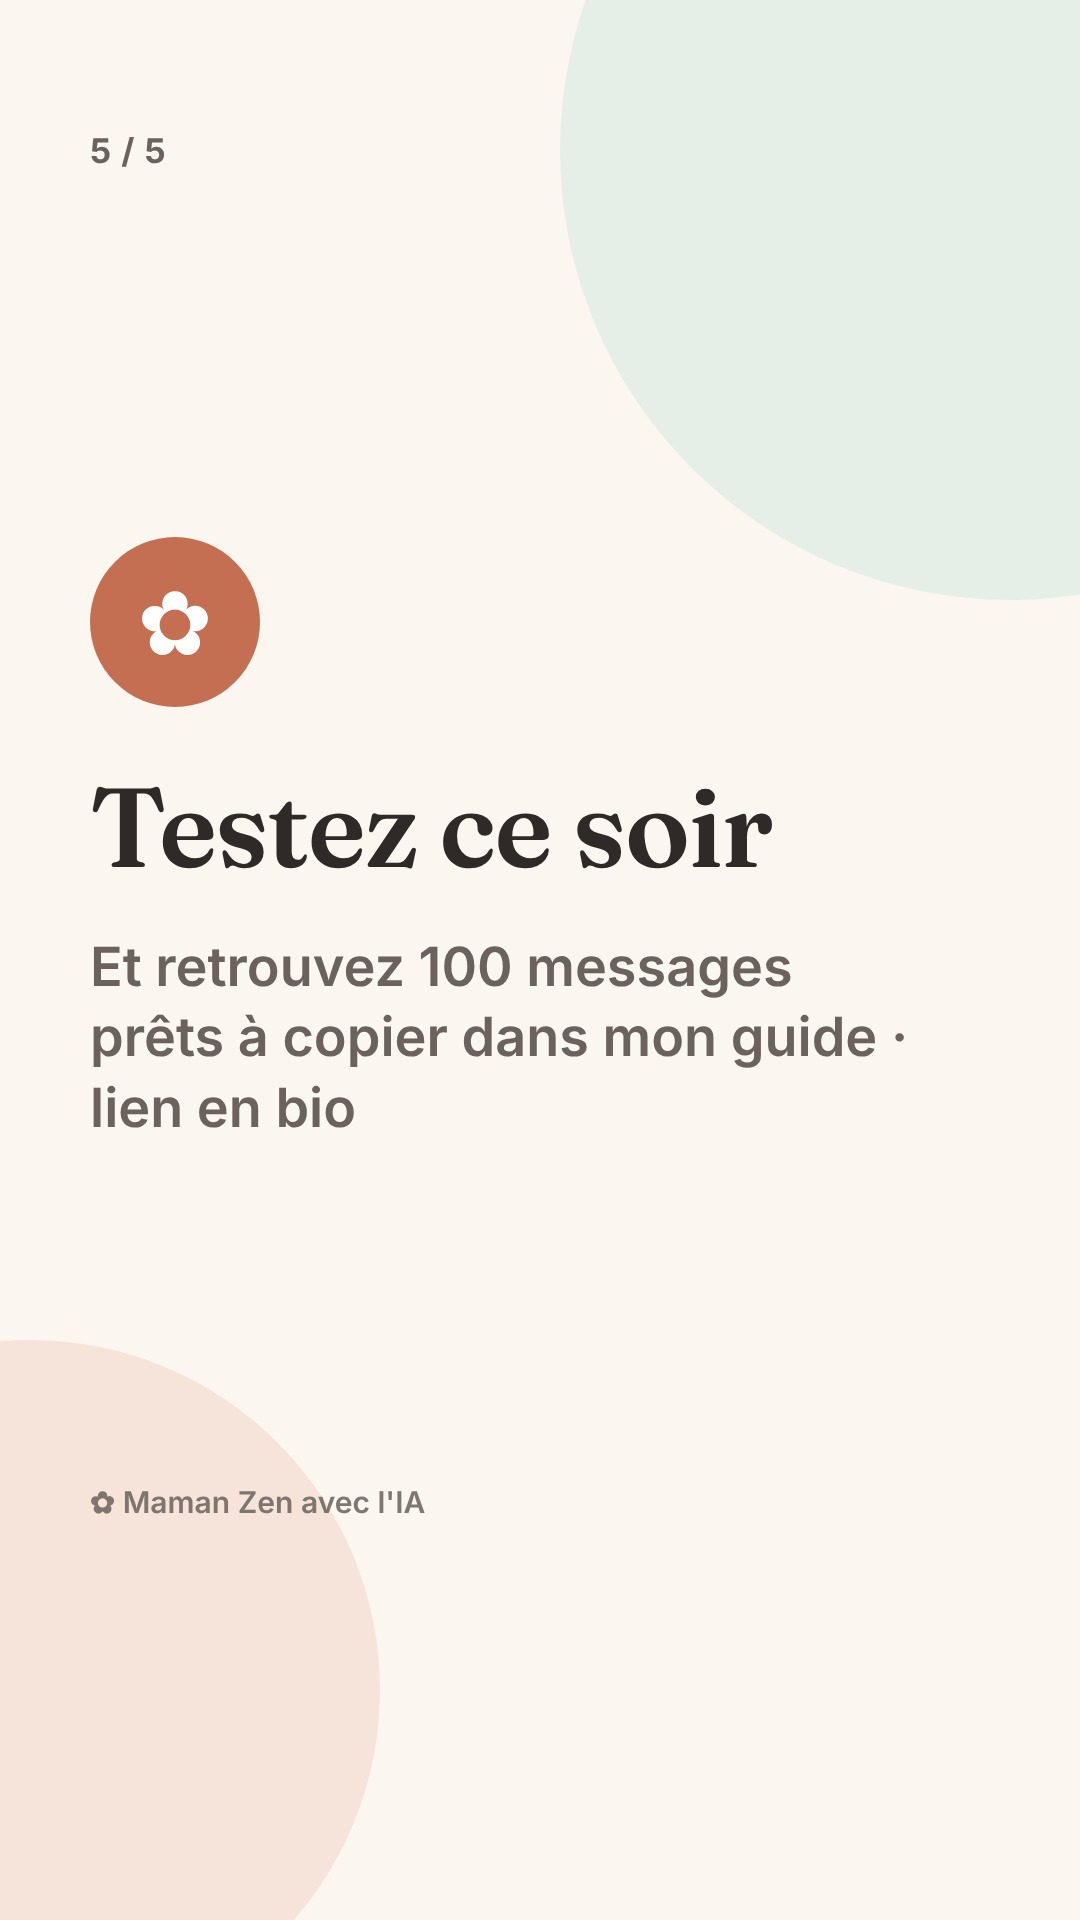 5 / 5
Testez ce soir
Et retrouvez 100 messages
prêts à copier dans mon guide ·
lien en bio
✿ Maman Zen avec l'IA